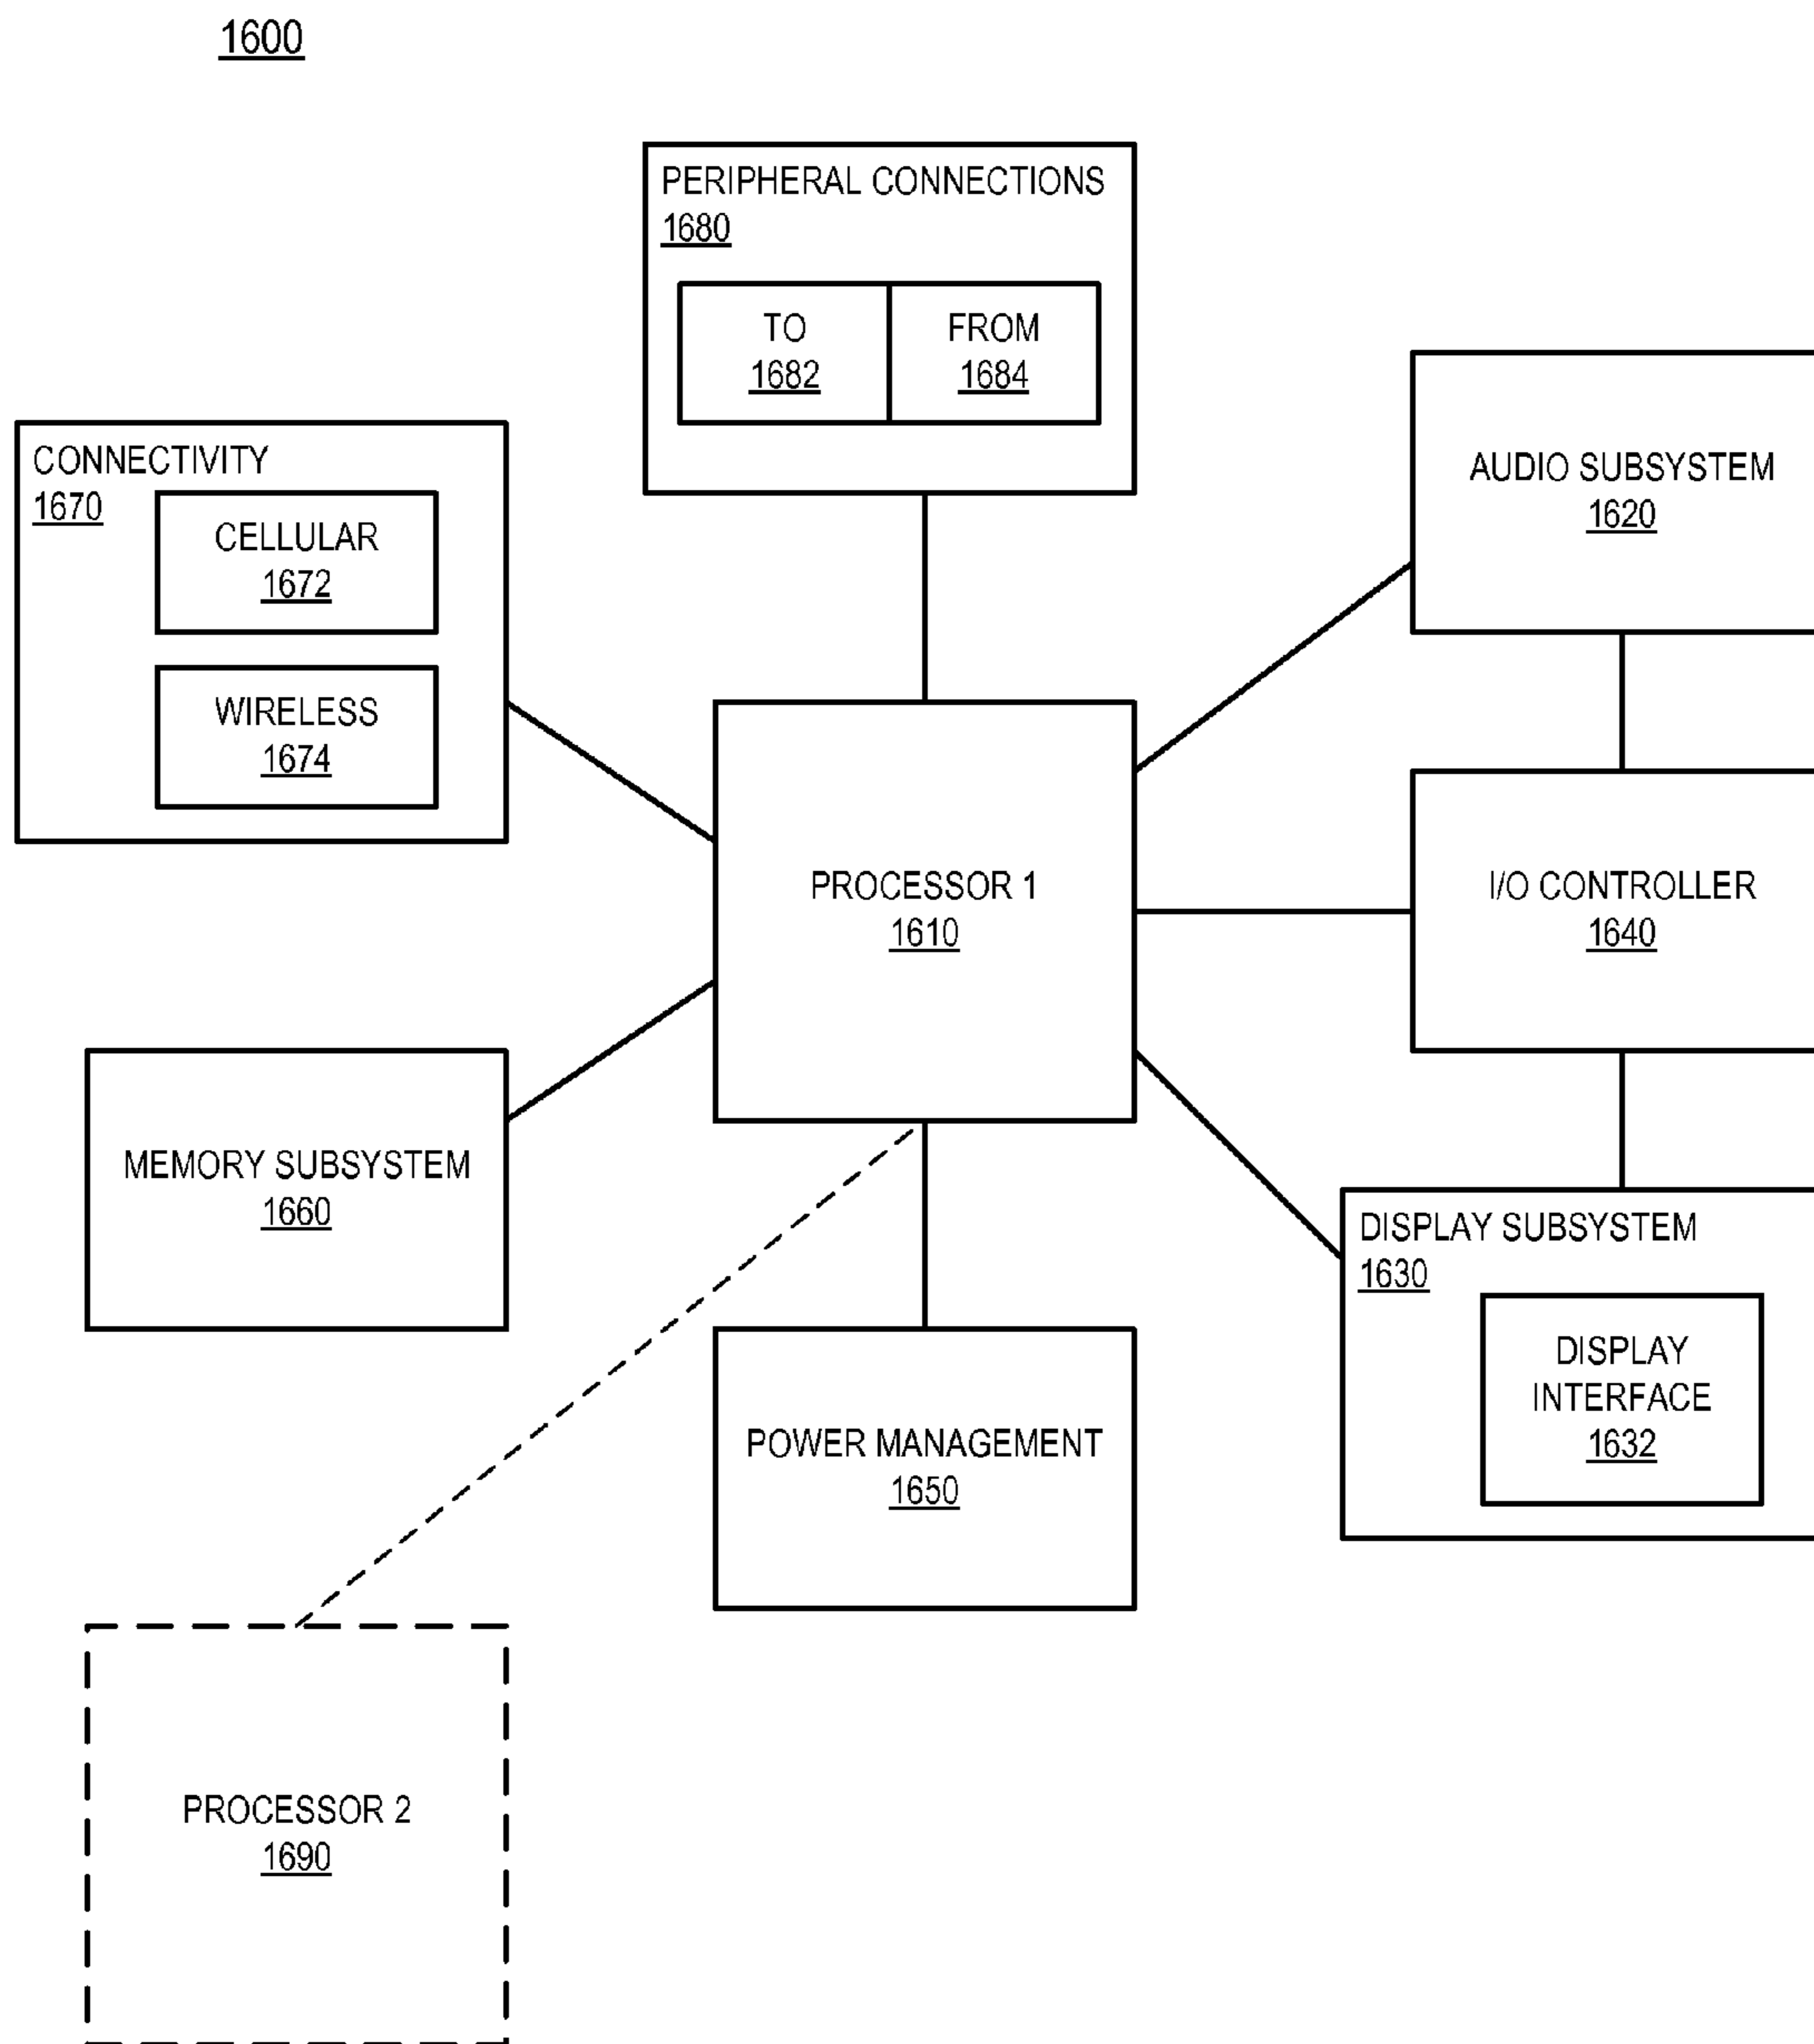 1600
PERIPHERAL CONNECTIONS
1680
TO
1682
FROM
1684
CONNECTIVITY
1670
CELLULAR
1672
WIRELESS
1674
AUDIO SUBSYSTEM
1620
PROCESSOR 1
1610
I/O CONTROLLER
1640
MEMORY SUBSYSTEM
1660
DISPLAY SUBSYSTEM
1630
DISPLAY
INTERFACE
1632
POWER MANAGEMENT
1650
PROCESSOR 2
1690